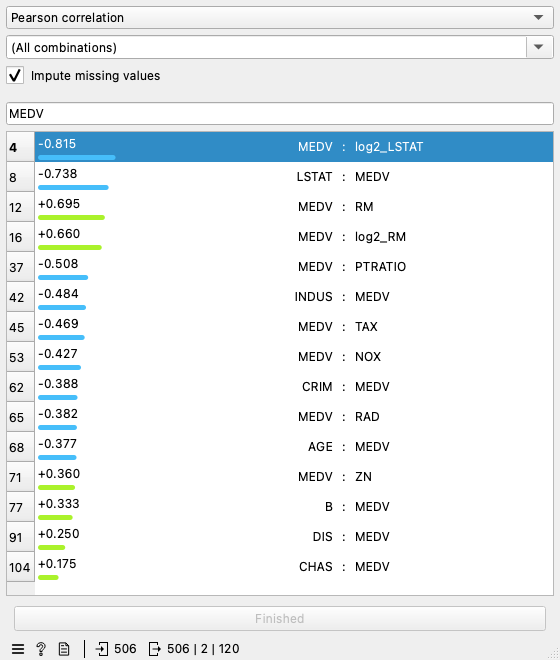 Pearson correlation
(All combinations)
Impute missing values
MEDV
4 -0.815 MEDV : log2_LSTAT
8 -0.738 LSTAT : MEDV
12 +0.695 MEDV : RM
16 +0.660 MEDV : log2_RM
37 -0.508 MEDV : PTRATIO
42 -0.484 INDUS : MEDV
45 -0.469 MEDV : TAX
53 -0.427 MEDV : NOX
62 -0.388 CRIM : MEDV
65 -0.382 MEDV : RAD
68 -0.377 AGE : MEDV
71 +0.360 MEDV : ZN
77 +0.333 B : MEDV
91 +0.250 DIS : MEDV
104 +0.175 CHAS : MEDV
Finished
? 506 506 | 2 | 120